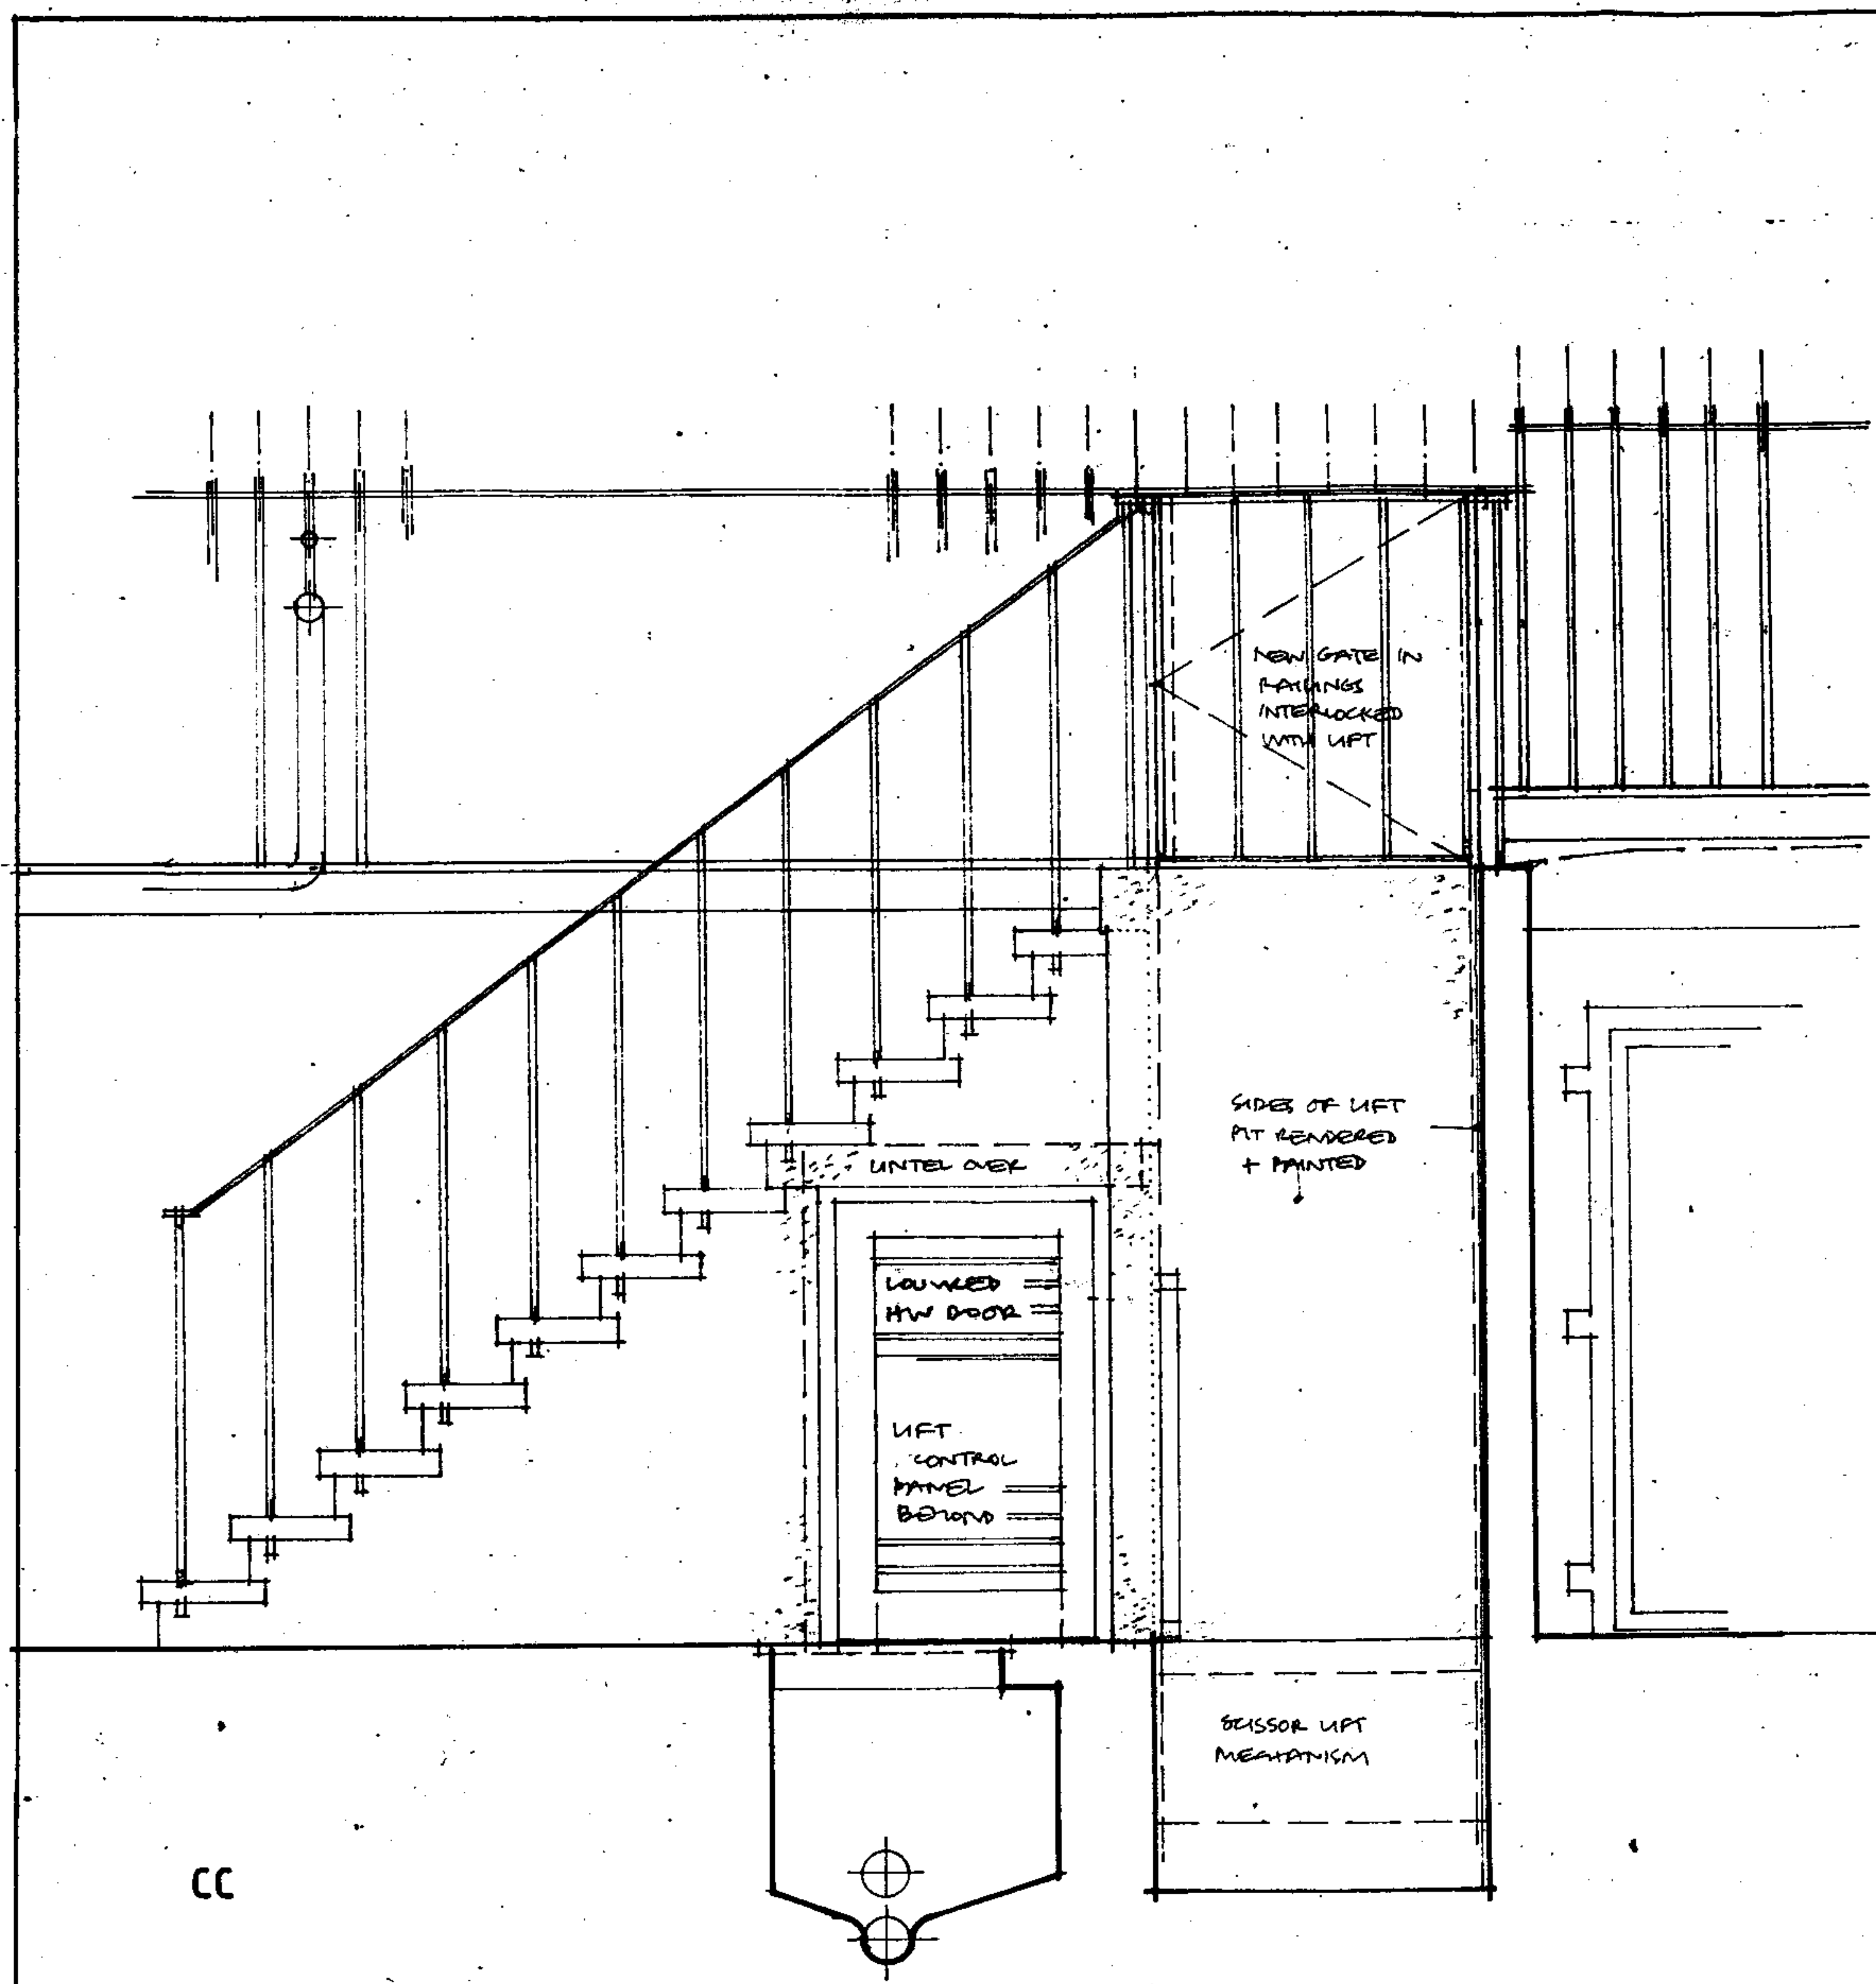 NEW GATE IN
RAILINGS
INTERLOCKED
WITH LIFT
SIDES OF LIFT
PIT RENDERED
+ PAINTED
LINTEL OVER
LOUVRED
HW DOOR
LIFT
CONTROL
PANEL
BEYOND
SCISSOR LIFT
MECHANISM
CC